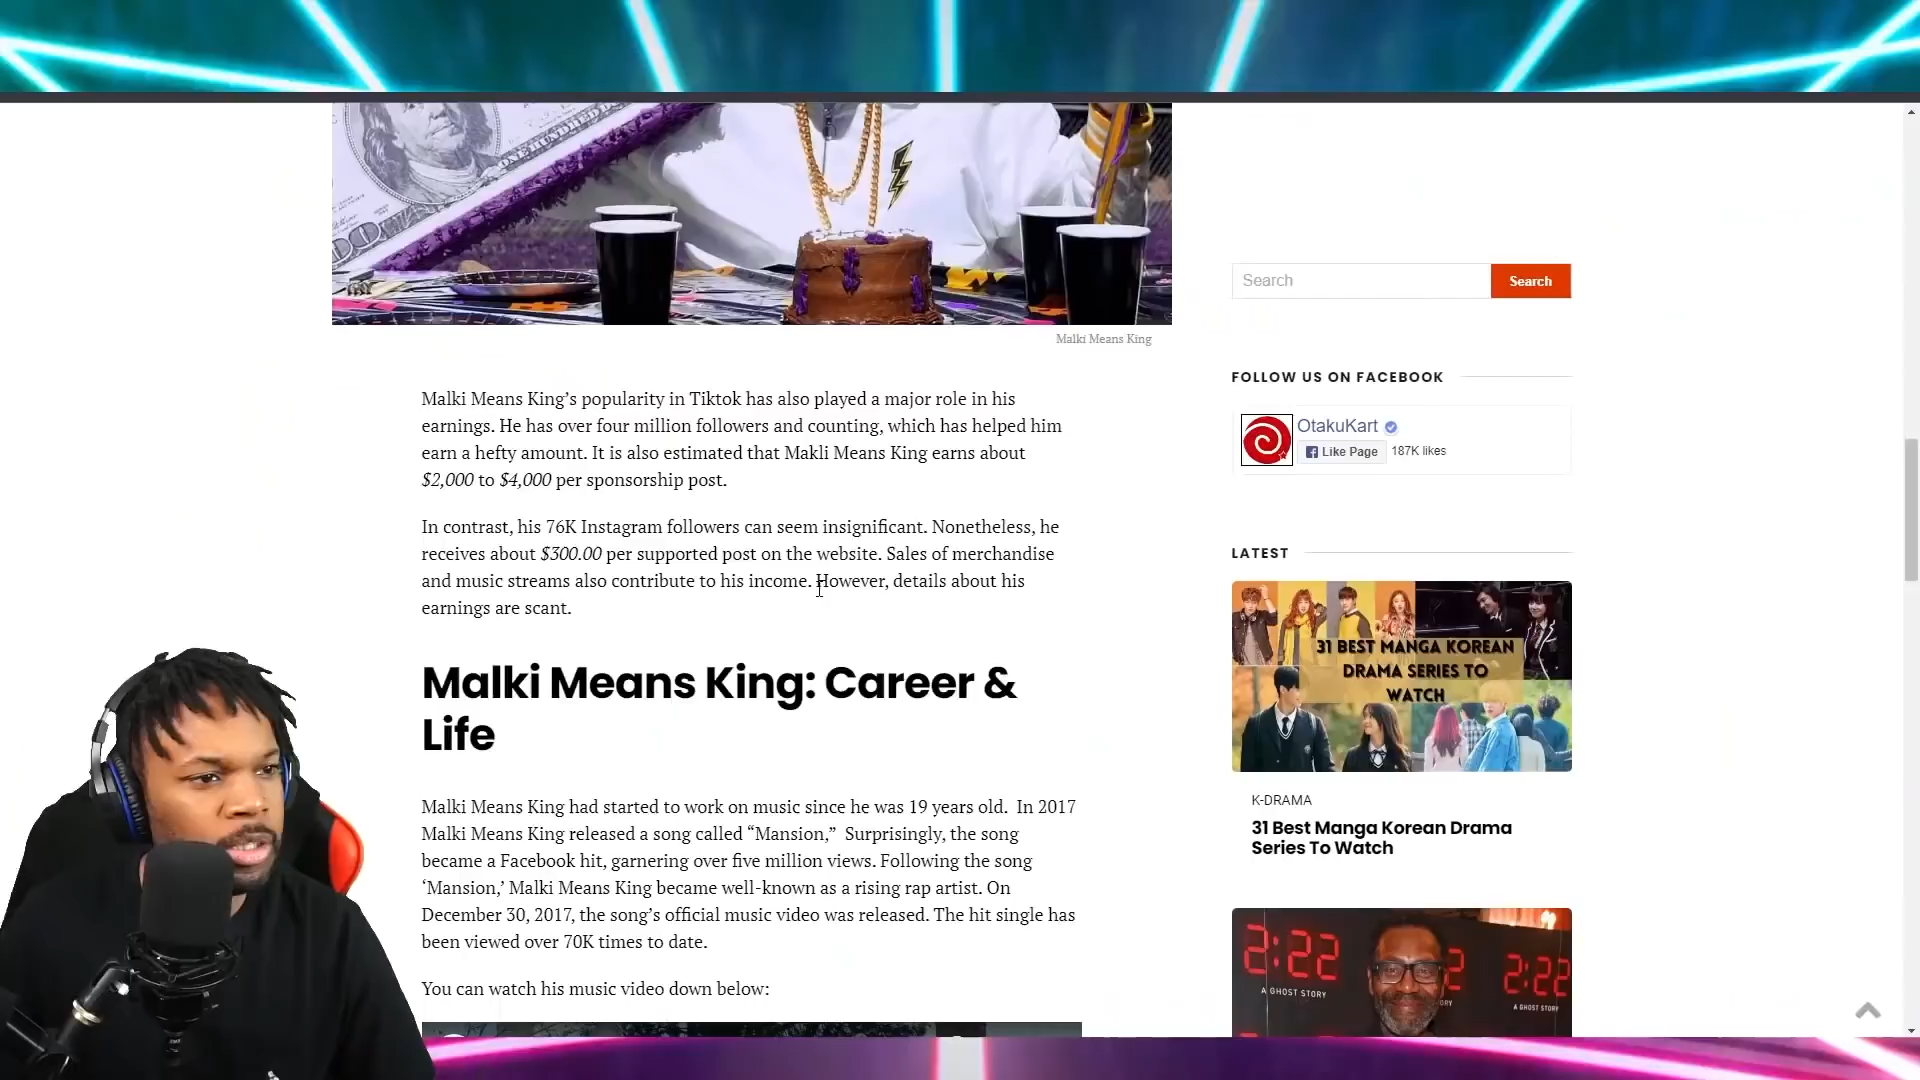 ONE HUNDRED
Malki Means King
Malki Means King’s popularity in Tiktok has also played a major role in his
earnings. He has over four million followers and counting, which has helped him
earn a hefty amount. It is also estimated that Makli Means King earns about
$2,000 to $4,000 per sponsorship post.
In contrast, his 76K Instagram followers can seem insignificant. Nonetheless, he
receives about $300.00 per supported post on the website. Sales of merchandise
and music streams also contribute to his income. However, details about his
earnings are scant.
Malki Means King: Career &
Life
Malki Means King had started to work on music since he was 19 years old.  In 2017
Malki Means King released a song called “Mansion,”  Surprisingly, the song
became a Facebook hit, garnering over five million views. Following the song
‘Mansion,’ Malki Means King became well-known as a rising rap artist. On
December 30, 2017, the song’s official music video was released. The hit single has
been viewed over 70K times to date.
You can watch his music video down below:
Search
Search
FOLLOW US ON FACEBOOK
OtakuKart
Like Page
187K likes
LATEST
31 BEST MANGA KOREAN
DRAMA SERIES TO
WATCH
K-DRAMA
31 Best Manga Korean Drama
Series To Watch
2:22
A GHOST STORY
2:22
A GHOST STORY